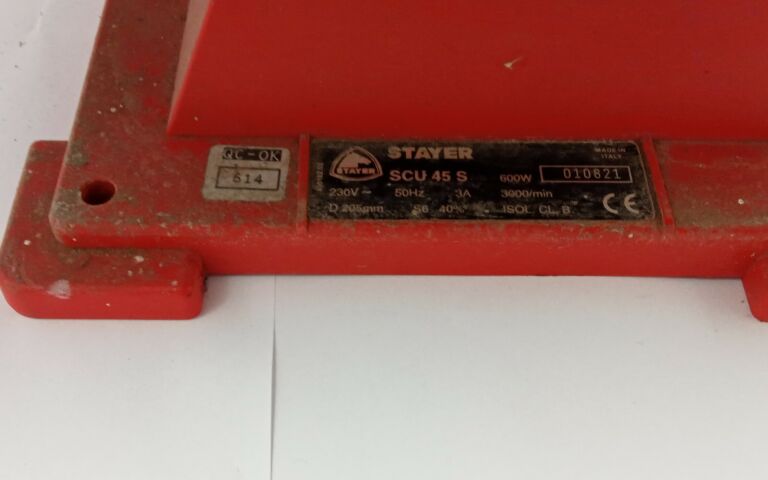 QC-OK
614
STAYER
STAYER
MADE IN
ITALY
SCU 45 S
600W
010621
230V ~ 50Hz 3A 3000/min
D 205mm S6 40% ISOL. CL. B
CE